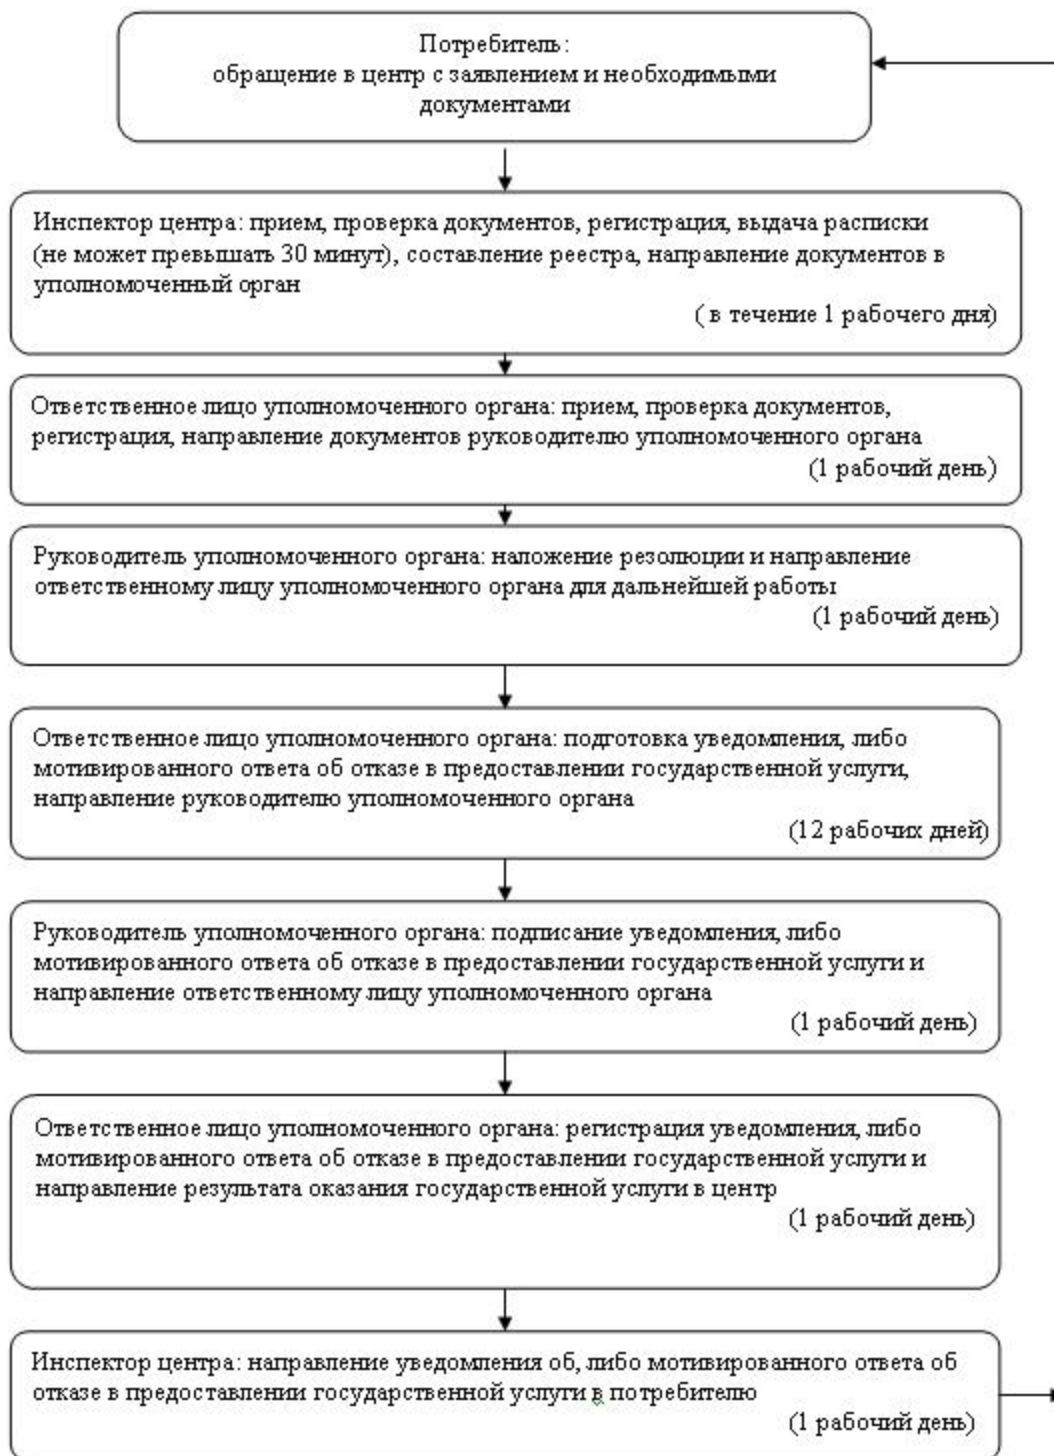 Потребитель:
обращение в центр с заявлением и необходимыми
документами
Инспектор центра: прием, проверка документов, регистрация, выдача расписки
(не может превышать 30 минут), составление реестра, направление документов в
уполномоченный орган
( в течение 1 рабочего дня)
Ответственное лицо уполномоченного органа: прием, проверка документов,
регистрация, направление документов руководителю уполномоченного органа
(1 рабочий день)
Руководитель уполномоченного органа: наложение резолюции и направление
ответственному лицу уполномоченного органа для дальнейшей работы
(1 рабочий день)
Ответственное лицо уполномоченного органа: подготовка уведомления, либо
мотивированного ответа об отказе в предоставлении государственной услуги,
направление руководителю уполномоченного органа
(12 рабочих дней)
Руководитель уполномоченного органа: подписание уведомления, либо
мотивированного ответа об отказе в предоставлении государственной услуги и
направление ответственному лицу уполномоченного органа
(1 рабочий день)
Ответственное лицо уполномоченного органа: регистрация уведомления, либо
мотивированного ответа об отказе в предоставлении государственной услуги и
направление результата оказания государственной услуги в центр
(1 рабочий день)
Инспектор центра: направление уведомления об, либо мотивированного ответа об
отказе в предоставлении государственной услуги в потребителю
(1 рабочий день)